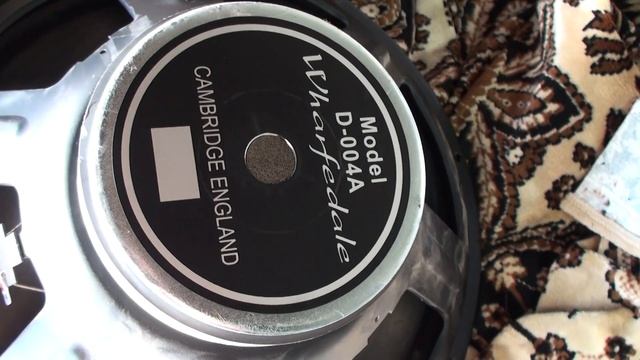 Model
D-004A
Wharfedale
CAMBRIDGE ENGLAND